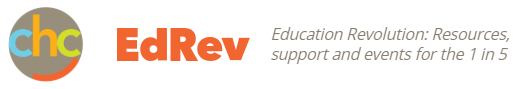 chc
EdRev
Education Revolution: Resources,
support and events for the 1 in 5